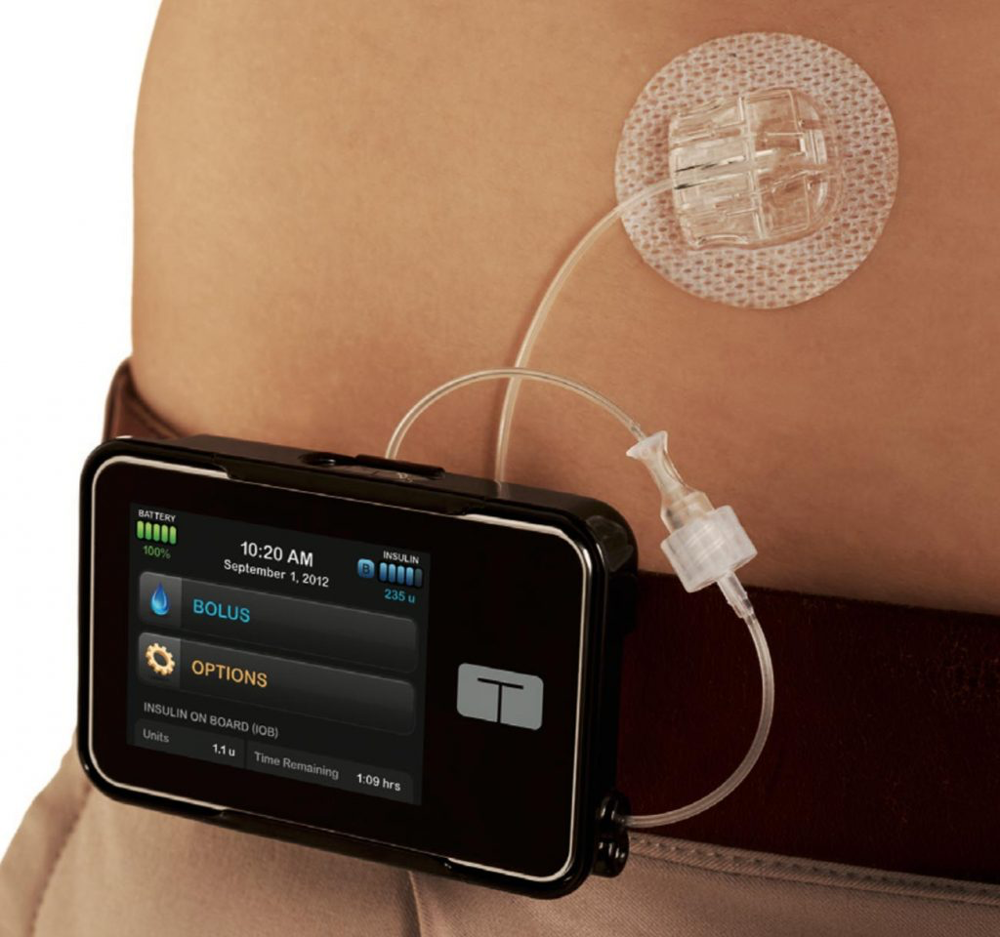 BATTERY
100%
10:20 AM
September 1, 2012
INSULIN
B
235 u
BOLUS
OPTIONS
INSULIN ON BOARD (IOB)
Units 1.1 u Time Remaining 1:09 hrs
T